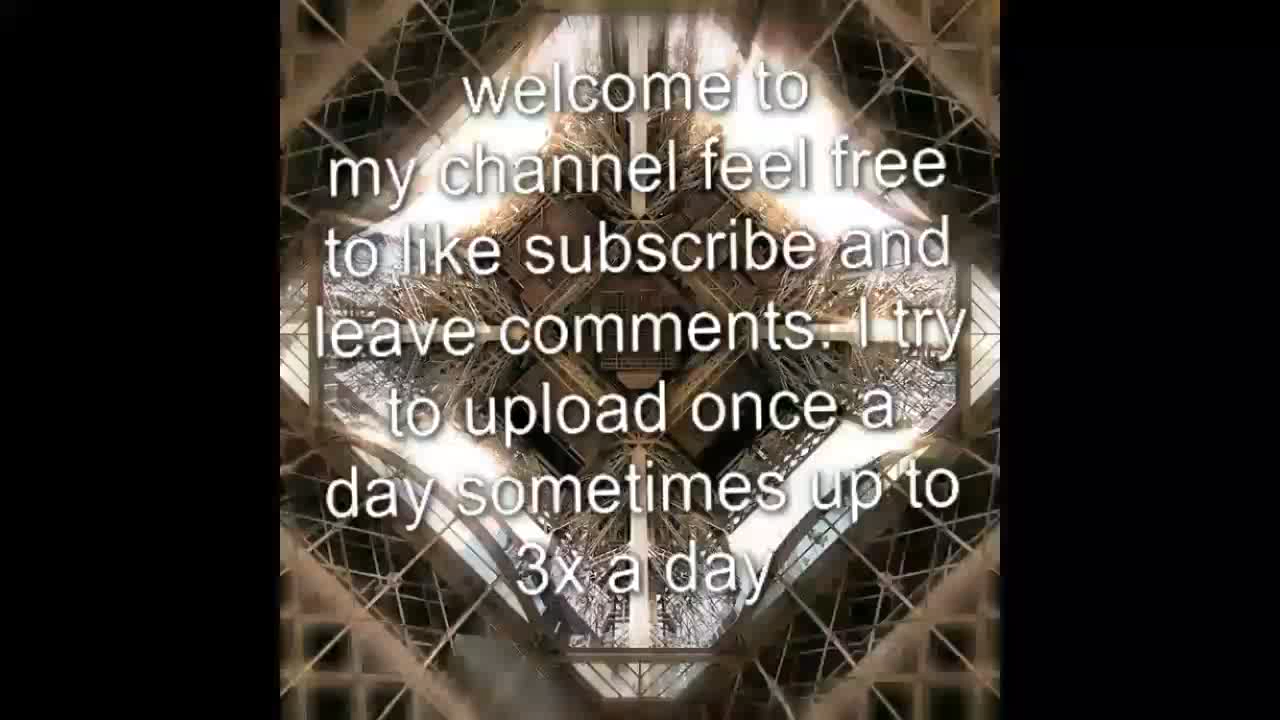 welcome to
my channel feel free
to like subscribe and
leave comments. I try
to upload once a
day sometimes up to
3x a day